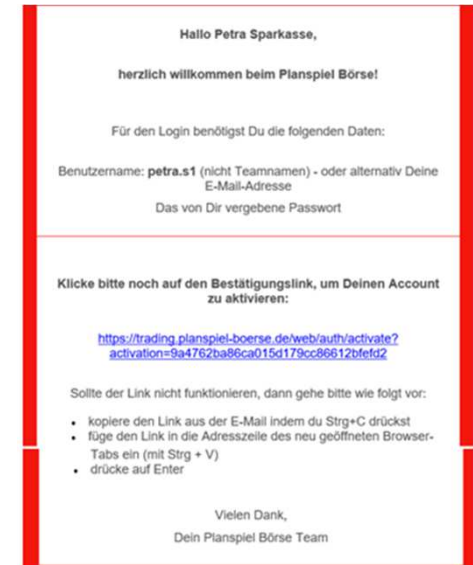 Hallo Petra Sparkasse,
herzlich willkommen beim Planspiel Börse!
Für den Login benötigst Du die folgenden Daten:
Benutzername: petra.s1 (nicht Teamnamen) - oder alternativ Deine
E-Mail-Adresse
Das von Dir vergebene Passwort
Klicke bitte noch auf den Bestätigungslink, um Deinen Account
zu aktivieren:
https://trading.planspiel-boerse.de/web/auth/activate?
activation=9a4762ba86ca015d179cc86612bfefd2
Sollte der Link nicht funktionieren, dann gehe bitte wie folgt vor:
• kopiere den Link aus der E-Mail indem du Strg+C drückst
• füge den Link in die Adresszeile des neu geöffneten Browser-
Tabs ein (mit Strg + V)
• drücke auf Enter
Vielen Dank,
Dein Planspiel Börse Team